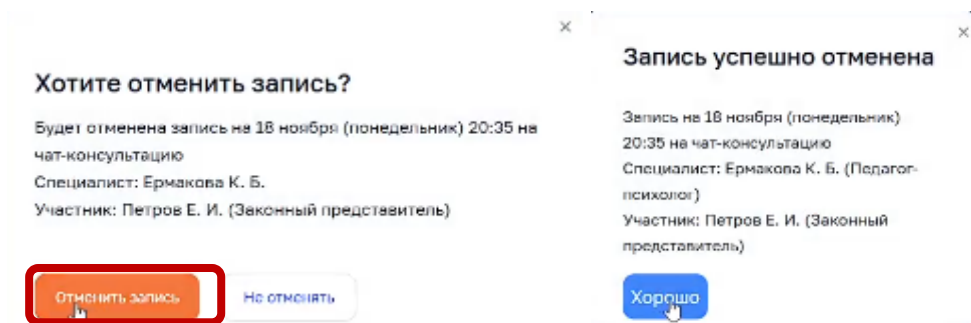 Хотите отменить запись?
Будет отменена запись на 18 ноября (понедельник) 20:35 на
чат-консультацию
Специалист: Ермакова К. Б.
Участник: Петров Е. И. (Законный представитель)
Отменить запись
Не отменять
Запись успешно отменена
Запись на 18 ноября (понедельник)
20:35 на чат-консультацию
Специалист: Ермакова К. Б. (Педагог-
психолог)
Участник: Петров Е. И. (Законный
представитель)
Хорошо